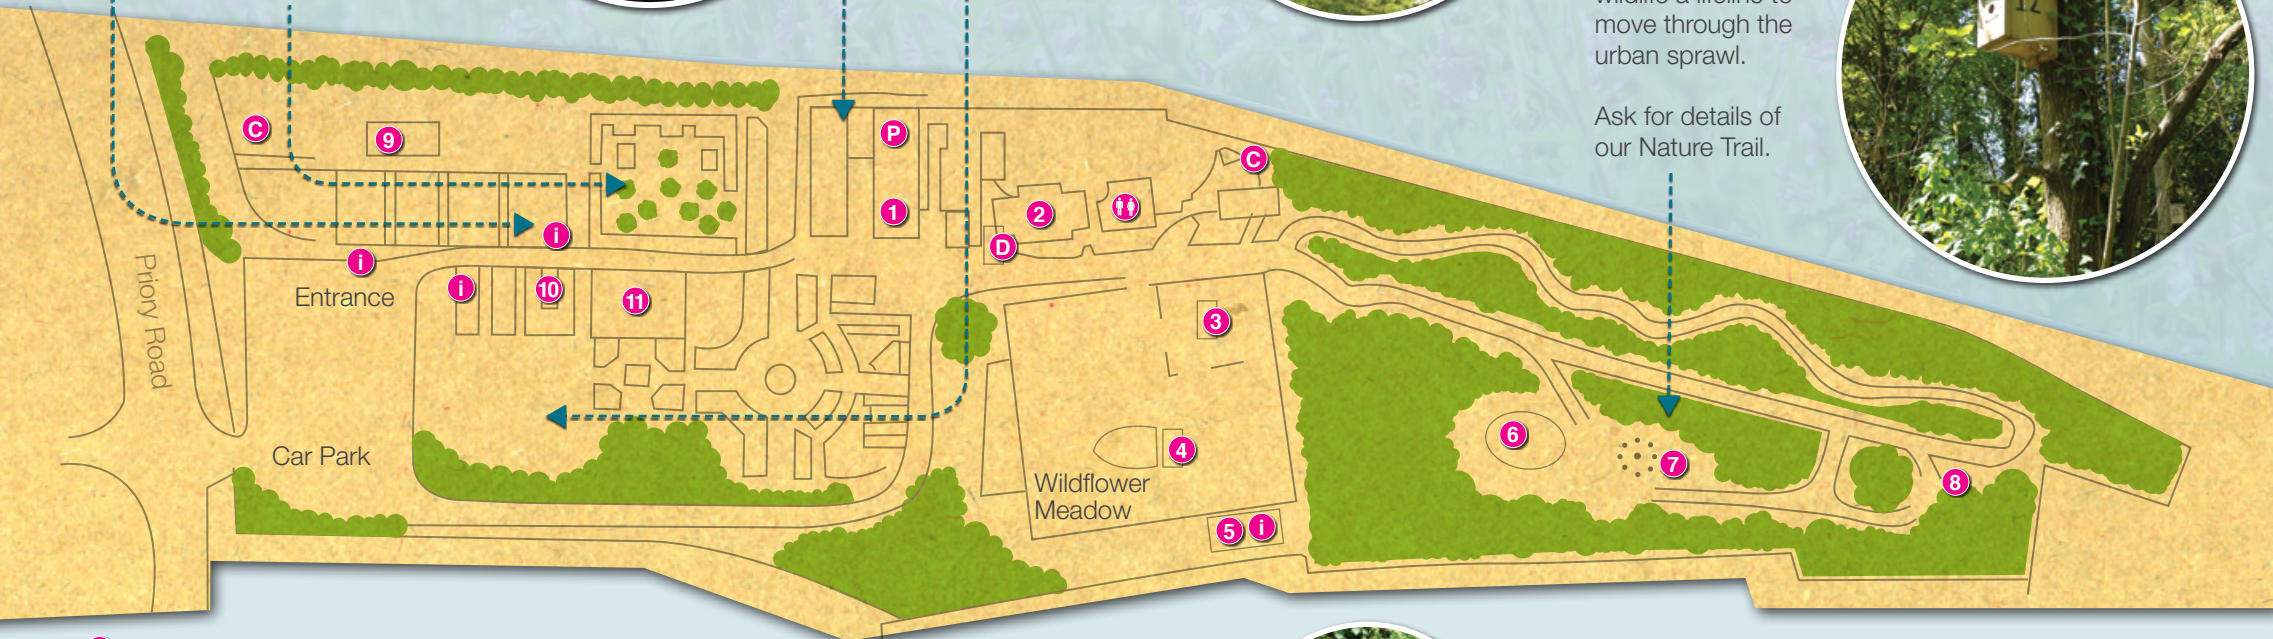 move through the
urban sprawl.
Ask for details of
our Nature Trail.
12
C
9
P
1
2
C
D
i
i
i
10
11
Entrance
Priory Road
Car Park
3
4
Wildflower
Meadow
5
i
6
7
8